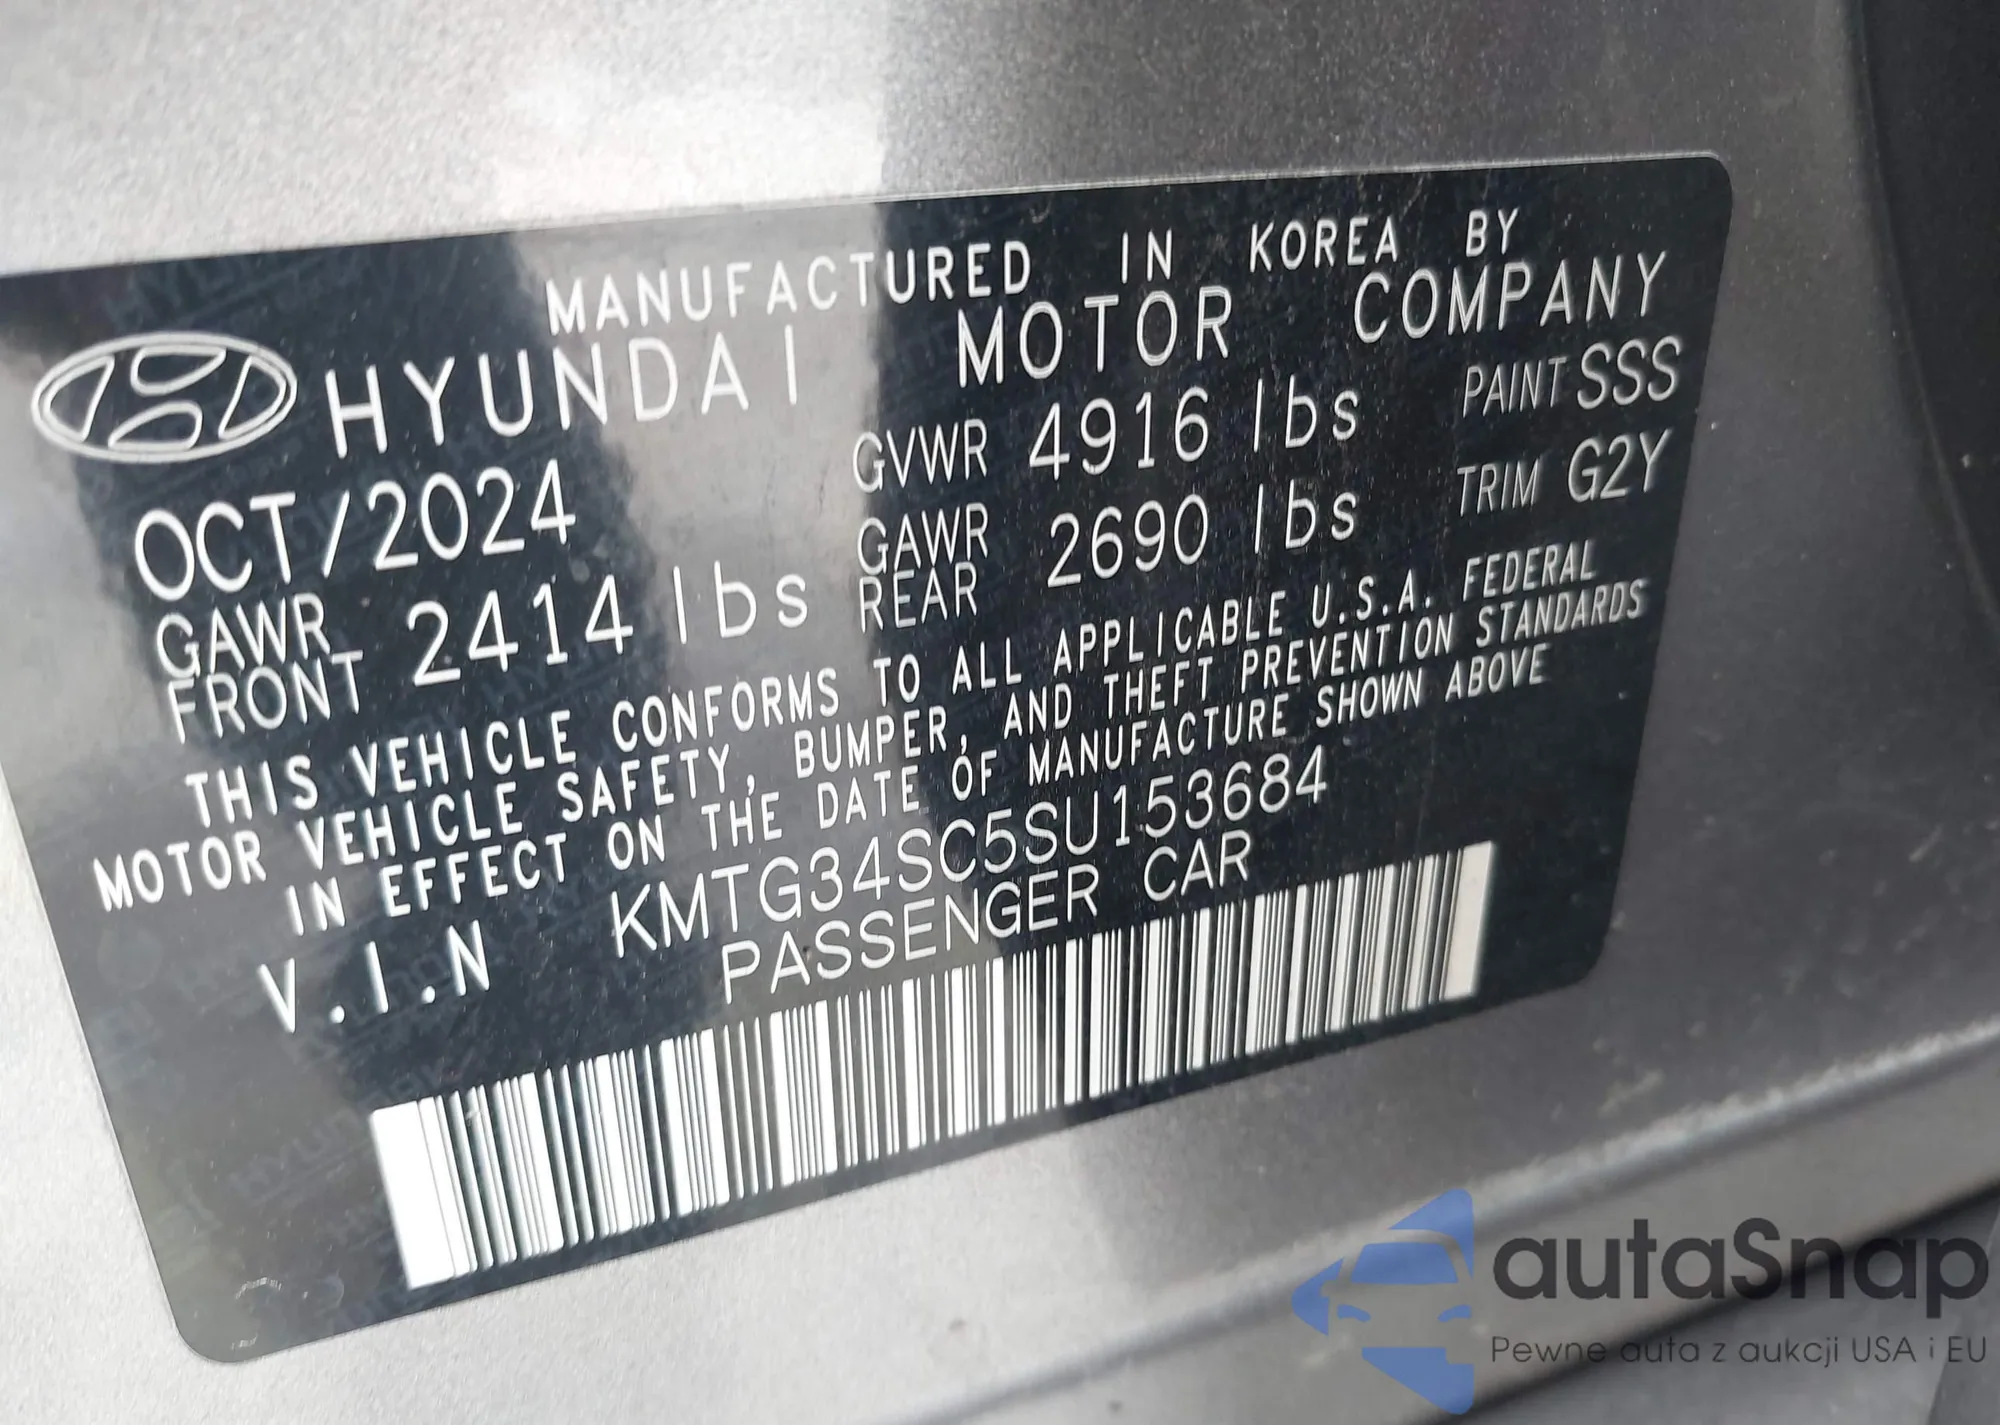 MANUFACTURED IN KOREA BY
HYUNDAI MOTOR COMPANY
OCT/2024 GVWR 4916 lbs PAINT SSS
GAWR FRONT 2414 lbs GAWR REAR 2690 lbs TRIM G2Y
THIS VEHICLE CONFORMS TO ALL APPLICABLE U.S.A. FEDERAL
MOTOR VEHICLE SAFETY, BUMPER, AND THEFT PREVENTION STANDARDS
IN EFFECT ON THE DATE OF MANUFACTURE SHOWN ABOVE
V.I.N KMTG34SC5SU153684
PASSENGER CAR
autaSnap
Pewne auta z aukcji USA i EU